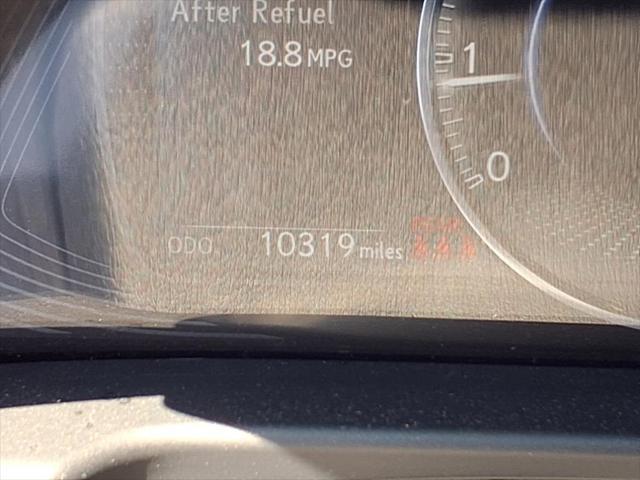 After Refuel
18.8 MPG
1
0
ODO 10319 miles